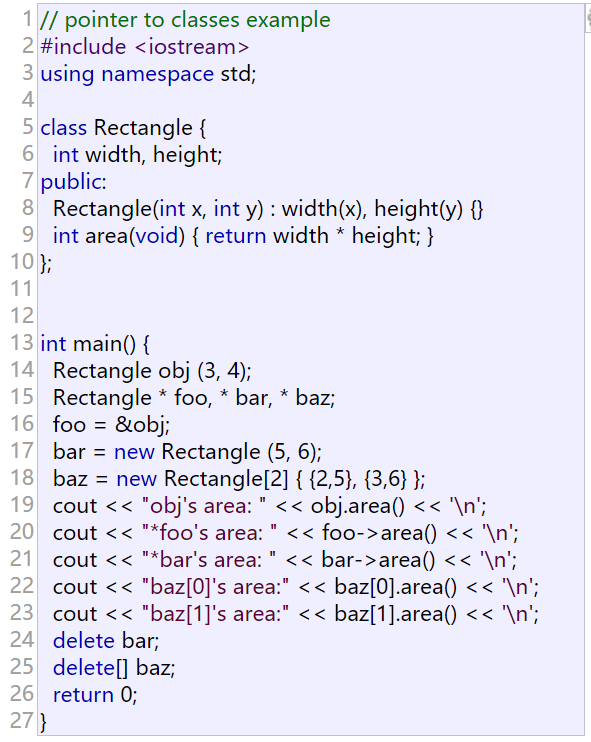 1 // pointer to classes example
2 #include <iostream>
3 using namespace std;
4
5 class Rectangle {
6   int width, height;
7 public:
8   Rectangle(int x, int y) : width(x), height(y) {}
9   int area(void) { return width * height; }
10 };
11
12
13 int main() {
14   Rectangle obj (3, 4);
15   Rectangle * foo, * bar, * baz;
16   foo = &obj;
17   bar = new Rectangle (5, 6);
18   baz = new Rectangle[2] { {2,5}, {3,6} };
19   cout << "obj's area: " << obj.area() << '\n';
20   cout << "*foo's area: " << foo->area() << '\n';
21   cout << "*bar's area: " << bar->area() << '\n';
22   cout << "baz[0]'s area:" << baz[0].area() << '\n';
23   cout << "baz[1]'s area:" << baz[1].area() << '\n';
24   delete bar;
25   delete[] baz;
26   return 0;
27 }